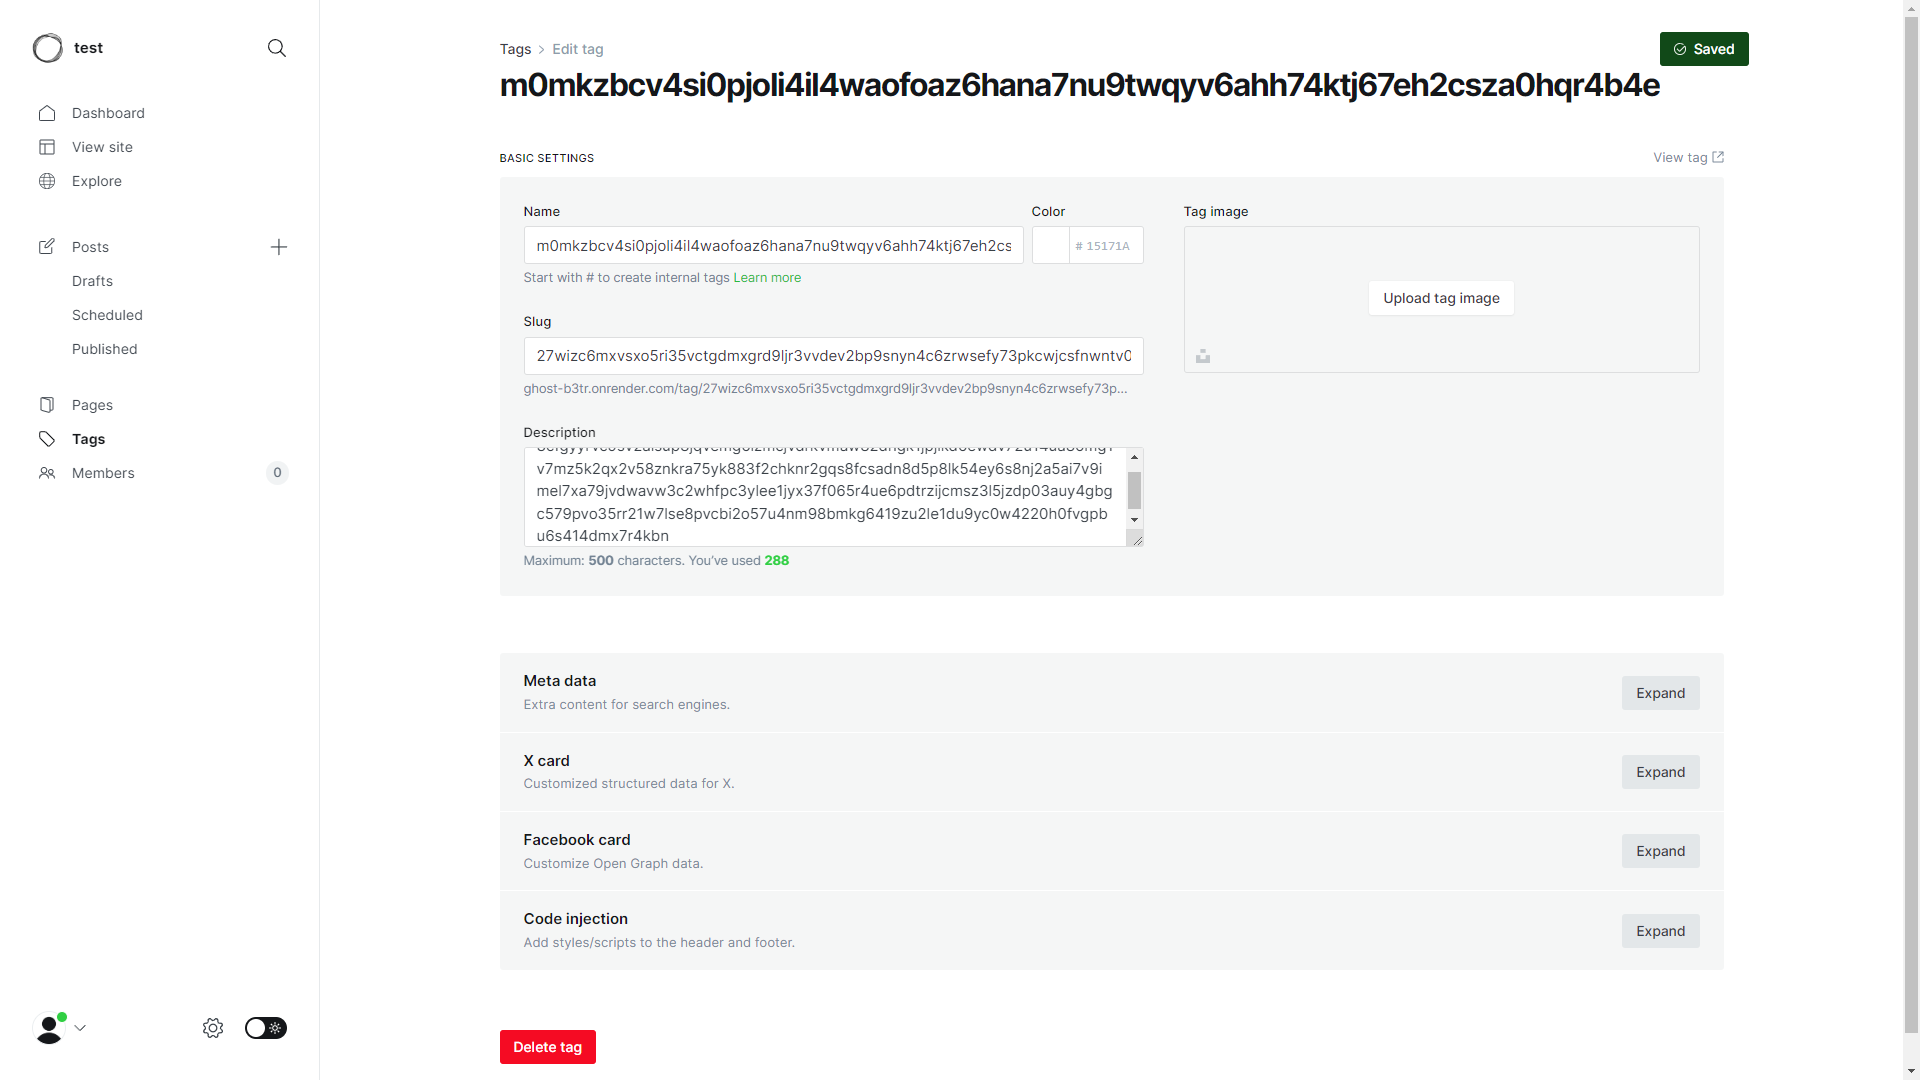 test
Dashboard
View site
Explore
Posts
Drafts
Scheduled
Published
Pages
Tags
Members
0
Tags
Edit tag
Saved
m0mkzbcv4si0pjoli4il4waofoaz6hana7nu9twqyv6ahh74ktj67eh2csza0hqr4b4e
BASIC SETTINGS
View tag
Name
Color
Tag image
m0mkzbcv4si0pjoli4il4waofoaz6hana7nu9twqyv6ahh74ktj67eh2cs
# 15171A
Start with # to create internal tags Learn more
Upload tag image
Slug
27wizc6mxvsxo5ri35vctgdmxgrd9ljr3vvdev2bp9snyn4c6zrwsefy73pkcwjcsfnwntv0
ghost-b3tr.onrender.com/tag/27wizc6mxvsxo5ri35vctgdmxgrd9ljr3vvdev2bp9snyn4c6zrwsefy73p...
Description
v7mz5k2qx2v58znkra75yk883f2chknr2gqs8fcsadn8d5p8lk54ey6s8nj2a5ai7v9i
mel7xa79jvdwavw3c2whfpc3ylee1jyx37f065r4ue6pdtrzijcmsz3l5jzdp03auy4gbg
c579pvo35rr21w7lse8pvcbi2o57u4nm98bmkg6419zu2le1du9yc0w4220h0fvgpb
u6s414dmx7r4kbn
Maximum: 500 characters. You've used 288
Meta data
Extra content for search engines.
Expand
X card
Customized structured data for X.
Expand
Facebook card
Customize Open Graph data.
Expand
Code injection
Add styles/scripts to the header and footer.
Expand
Delete tag